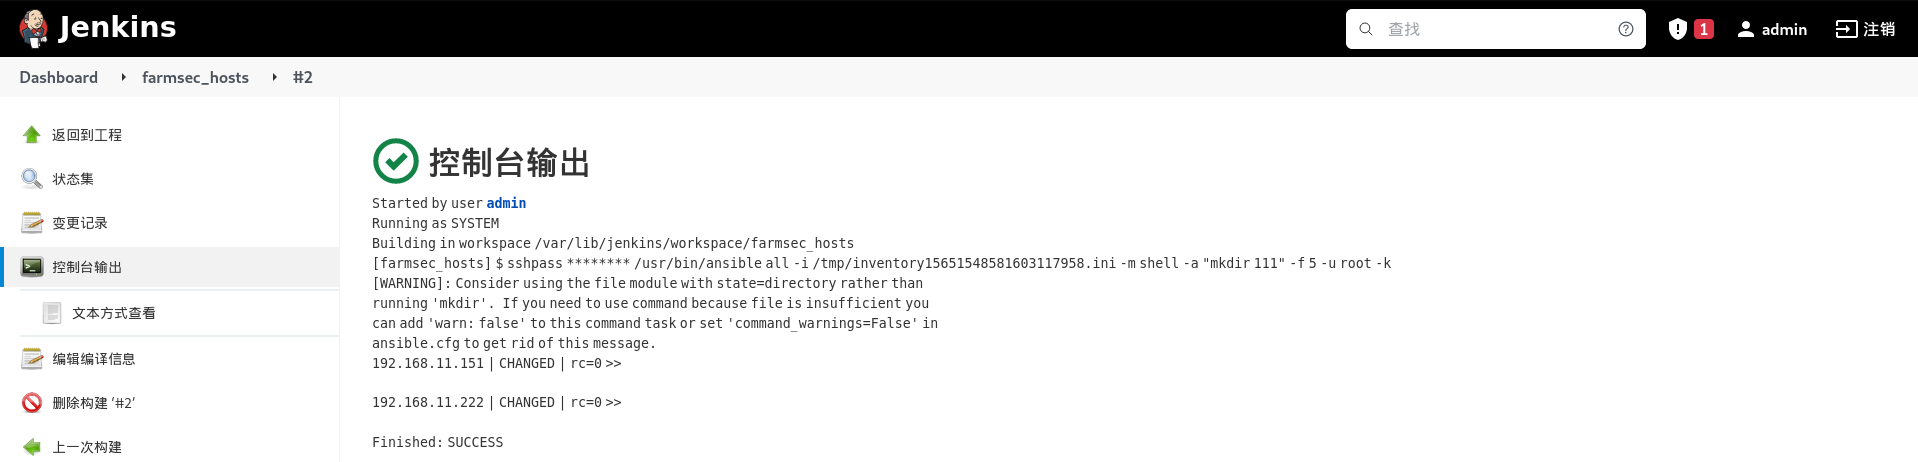 Jenkins
查找
1
admin
注销
Dashboard
farmsec_hosts
#2
返回到工程
状态集
变更记录
控制台输出
文本方式查看
编辑编译信息
删除构建 ‘#2’
上一次构建
控制台输出
Started by user admin
Running as SYSTEM
Building in workspace /var/lib/jenkins/workspace/farmsec_hosts
[farmsec_hosts] $ sshpass ******** /usr/bin/ansible all -i /tmp/inventory15651548581603117958.ini -m shell -a "mkdir 111" -f 5 -u root -k
[WARNING]: Consider using the file module with state=directory rather than
running 'mkdir'.  If you need to use command because file is insufficient you
can add 'warn: false' to this command task or set 'command_warnings=False' in
ansible.cfg to get rid of this message.
192.168.11.151 | CHANGED | rc=0 >>
192.168.11.222 | CHANGED | rc=0 >>
Finished: SUCCESS